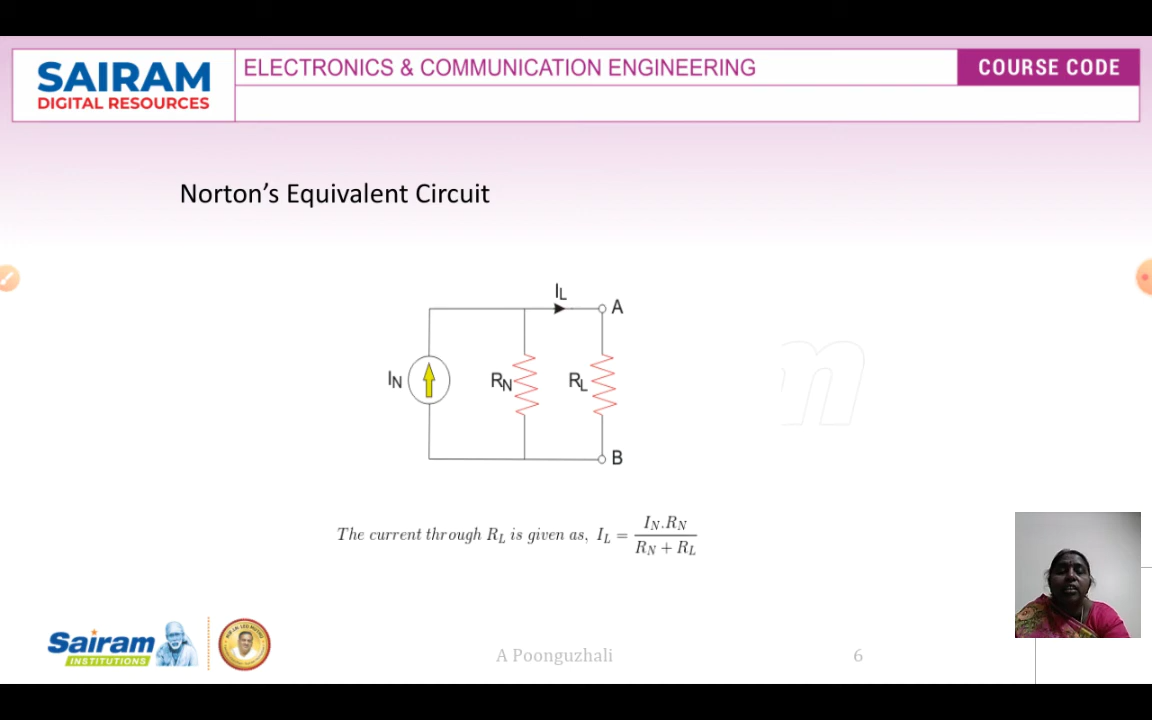 SAIRAM
DIGITAL RESOURCES
ELECTRONICS & COMMUNICATION ENGINEERING
COURSE CODE
Norton’s Equivalent Circuit
IL
A
IN
RN
RL
B
The current through RL is given as, IL = IN.RN / RN + RL
Sairam
INSTITUTIONS
A Poonguzhali
6